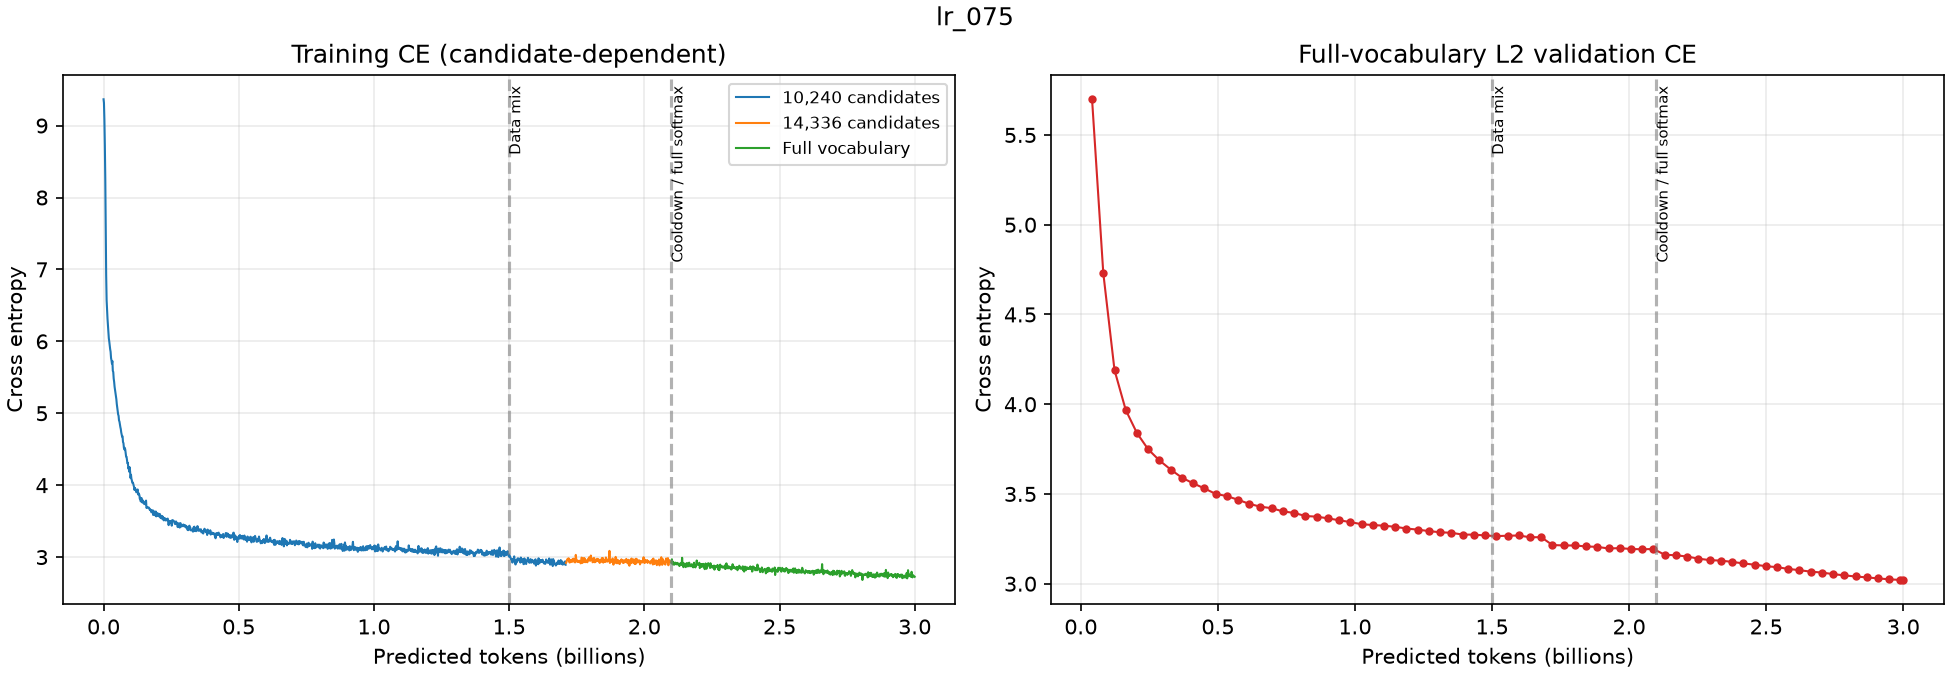 lr_075
Training CE (candidate-dependent)
Cross entropy
9
8
7
6
5
4
3
Data mix
Cooldown / full softmax
10,240 candidates
14,336 candidates
Full vocabulary
0.0 0.5 1.0 1.5 2.0 2.5 3.0
Predicted tokens (billions)
Full-vocabulary L2 validation CE
Cross entropy
5.5
5.0
4.5
4.0
3.5
3.0
Data mix
Cooldown / full softmax
0.0 0.5 1.0 1.5 2.0 2.5 3.0
Predicted tokens (billions)